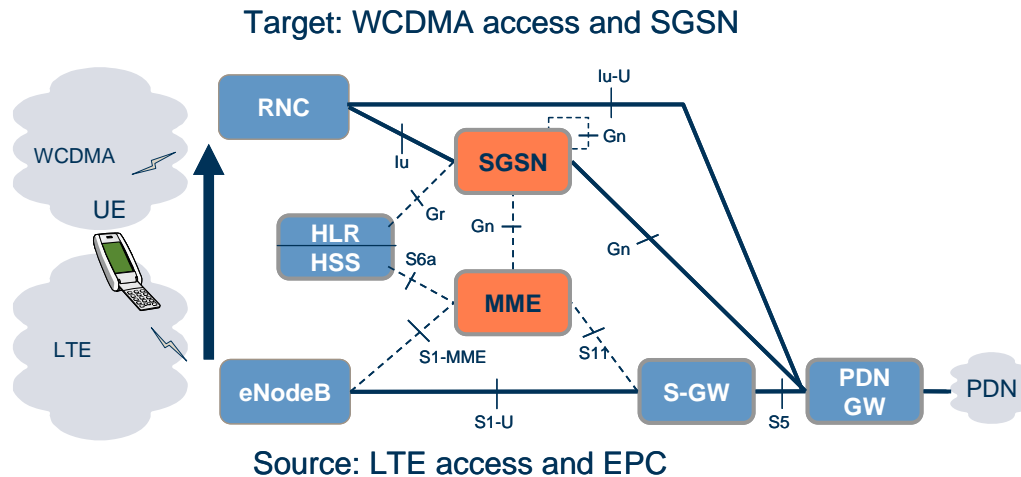 Target: WCDMA access and SGSN
Iu-U
RNC
Gn
WCDMA
Iu
SGSN
UE
Gr
Gn
Gn
HLR
HSS
S6a
MME
LTE
S1-MME
S11
eNodeB
S-GW
PDN
GW
PDN
S1-U
S5
Source: LTE access and EPC